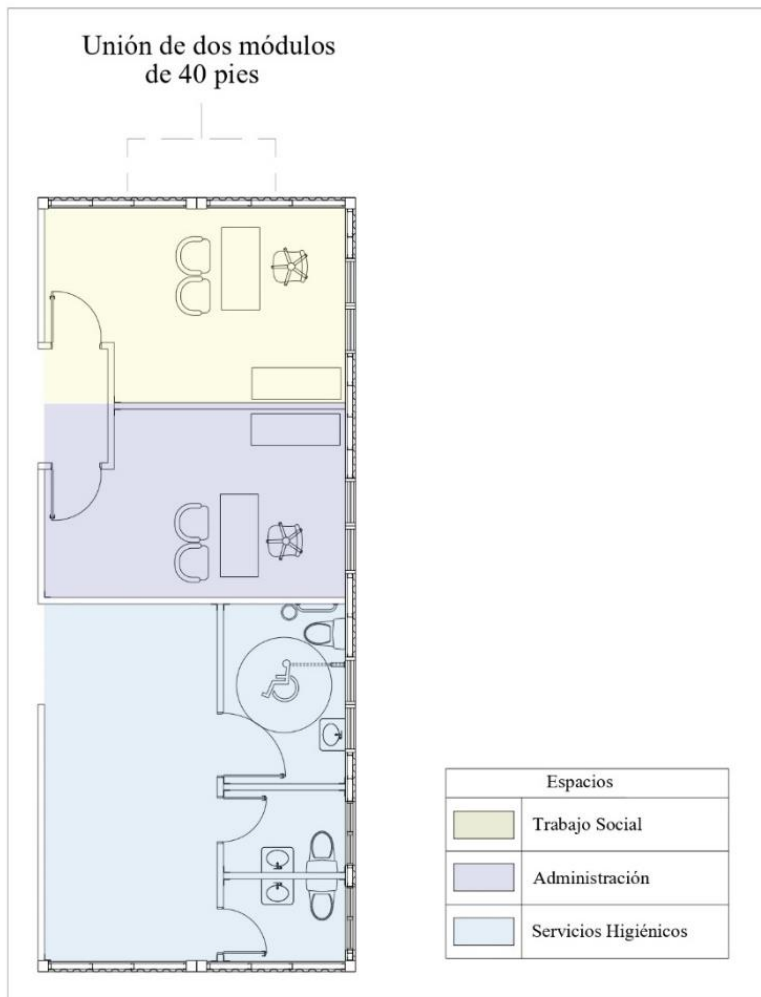 Unión de dos módulos
de 40 pies
Espacios
Trabajo Social
Administración
Servicios Higiénicos